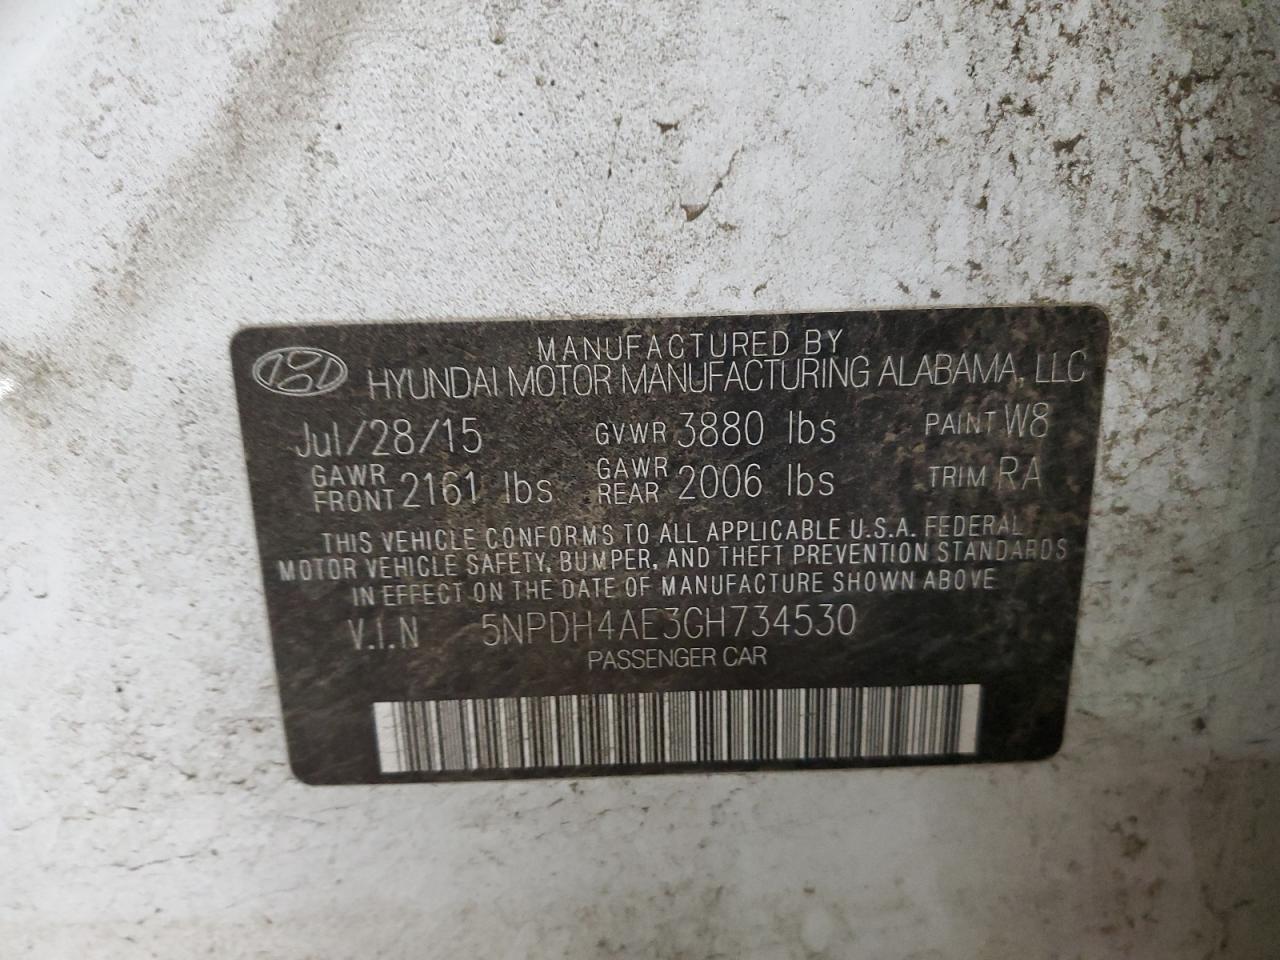 MANUFACTURED BY
HYUNDAI MOTOR MANUFACTURING ALABAMA, LLC
Jul/28/15 GVWR 3880 lbs PAINT W8
GAWR FRONT 2161 lbs GAWR REAR 2006 lbs TRIM RA
THIS VEHICLE CONFORMS TO ALL APPLICABLE U.S.A. FEDERAL
MOTOR VEHICLE SAFETY, BUMPER, AND THEFT PREVENTION STANDARDS
IN EFFECT ON THE DATE OF MANUFACTURE SHOWN ABOVE
V.I.N 5NPDH4AE3GH734530
PASSENGER CAR